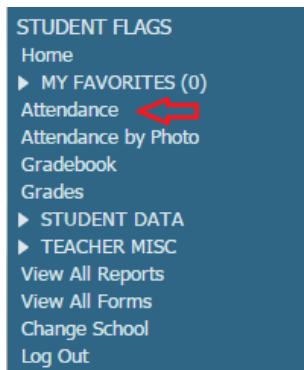 STUDENT FLAGS
Home
MY FAVORITES (0)
Attendance
Attendance by Photo
Gradebook
Grades
STUDENT DATA
TEACHER MISC
View All Reports
View All Forms
Change School
Log Out